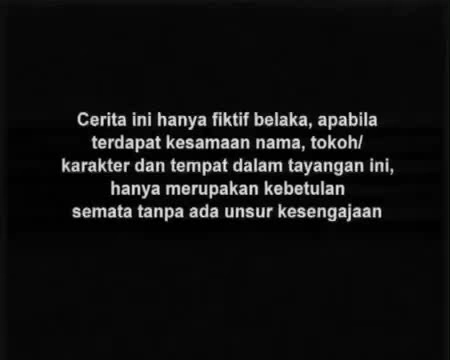 Cerita ini hanya fiktif belaka, apabila
terdapat kesamaan nama, tokoh/
karakter dan tempat dalam tayangan ini,
hanya merupakan kebetulan
semata tanpa ada unsur kesengajaan